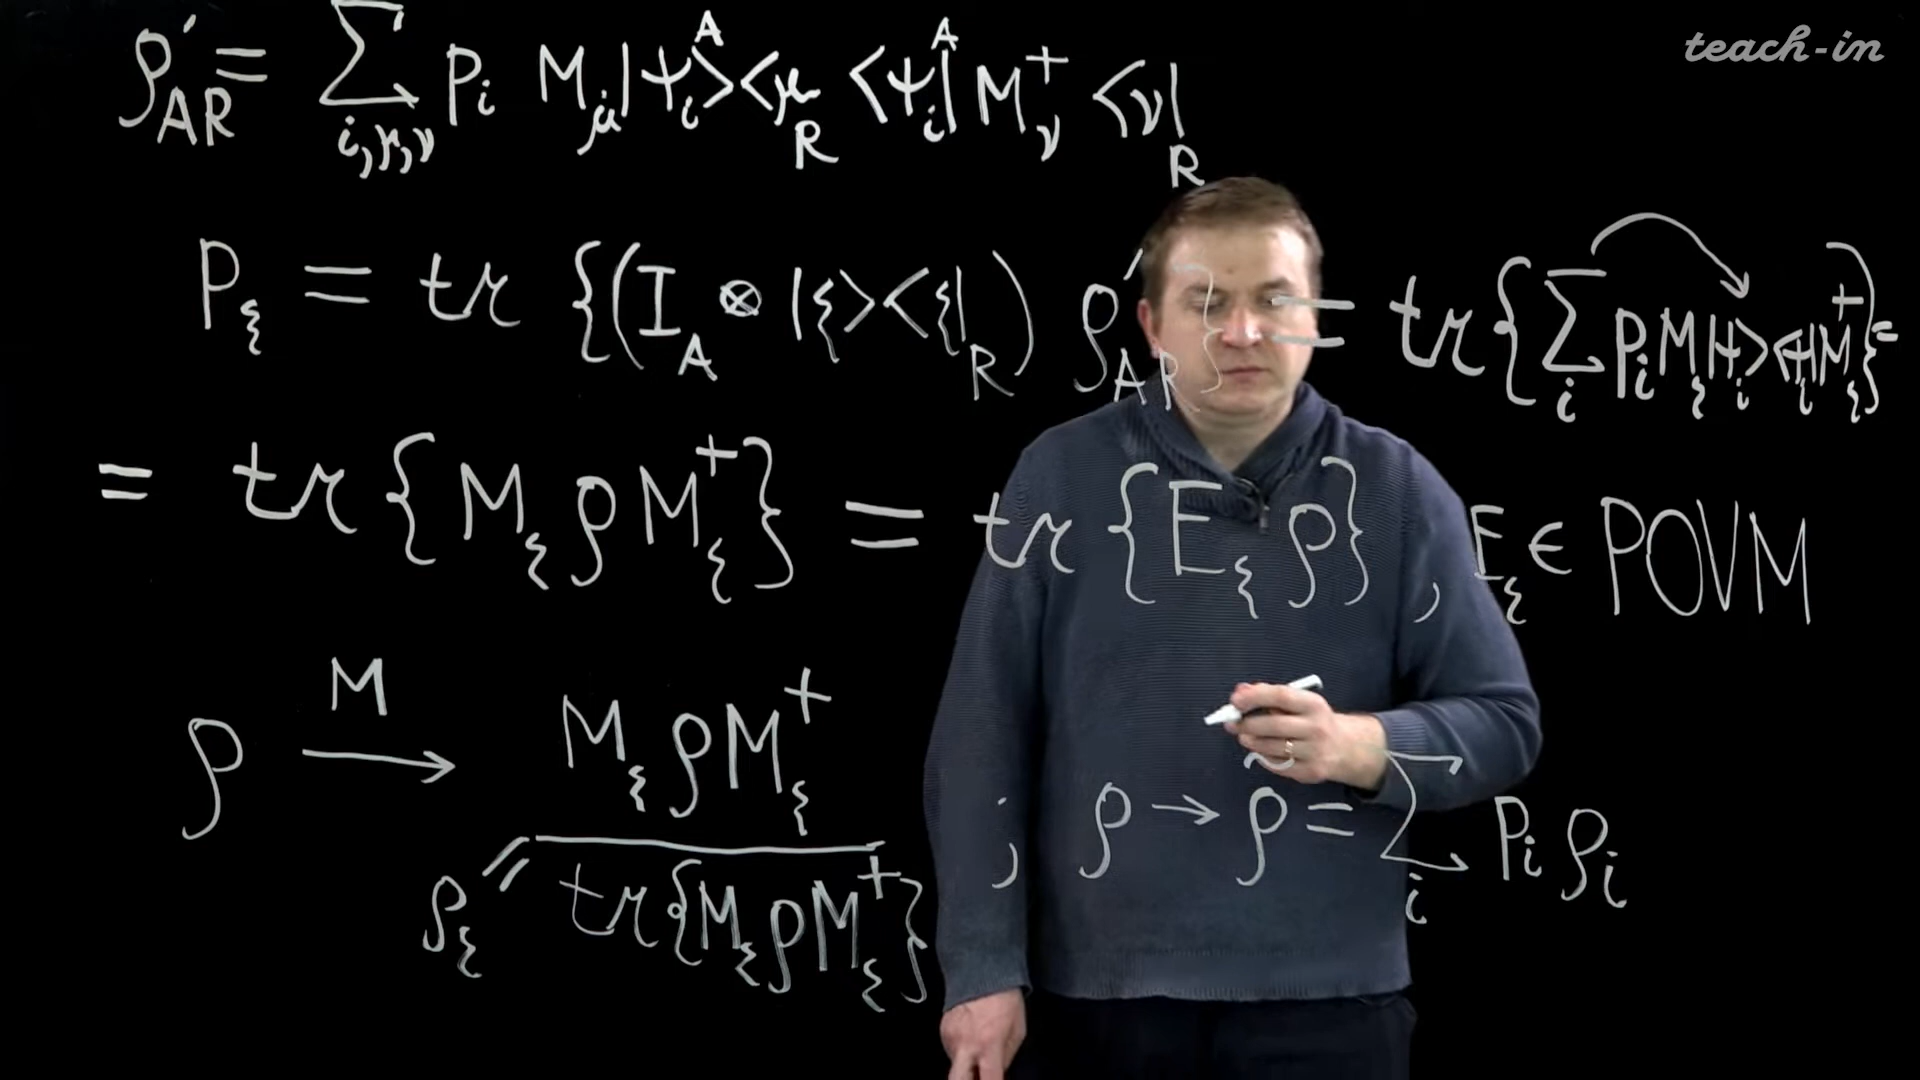 teach-in
ρ'_AR = Σ_{i,μ,ν} p_i M_μ|ψ_i^A><μ_R <ψ_i^A| M_ν^+ <ν|_R
P_ξ = tr {(I_A ⊗ |ξ><ξ|_R) ρ'_AR} = tr{Σ_i p_i M_ξ|ψ_i><ψ_i|M_ξ^+} =
= tr {M_ξ ρ M_ξ^+} = tr {E_ξ ρ}, E_ξ ∈ POVM
ρ →^M M_ξ ρ M_ξ^+ / tr{M_ξ ρ M_ξ^+} = ρ_ξ ; ρ → ρ̃ = Σ_i p_i ρ_i